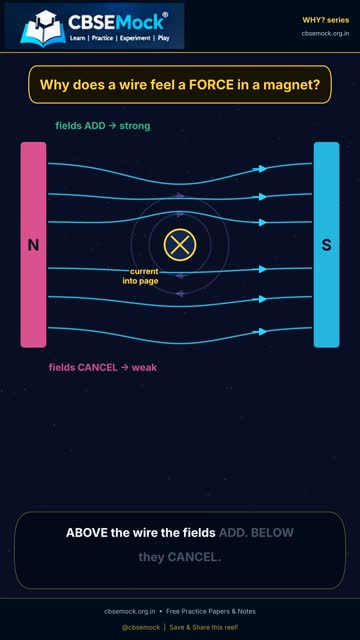 CBSEMock®
Learn | Practice | Experiment | Play
WHY? series
cbsemock.org.in
Why does a wire feel a FORCE in a magnet?
fields ADD → strong
N
S
current
into page
fields CANCEL → weak
ABOVE the wire the fields ADD. BELOW
they CANCEL.
cbsemock.org.in • Free Practice Papers & Notes
@cbsemock | Save & Share this reel!